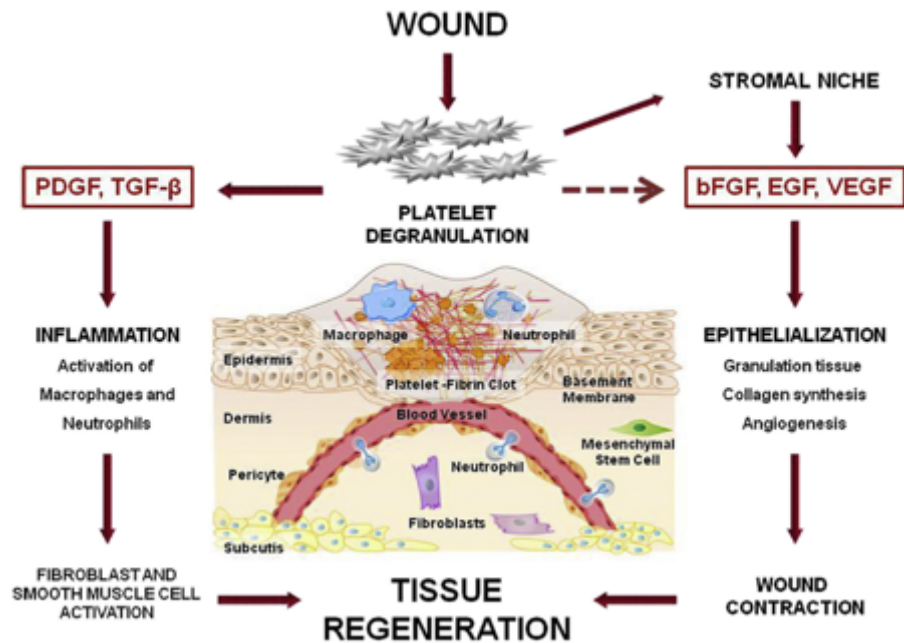 WOUND
STROMAL NICHE
PDGF, TGF-β
PLATELET
DEGRANULATION
bFGF, EGF, VEGF
INFLAMMATION
Activation of
Macrophages and
Neutrophils
Macrophage
Neutrophil
Epidermis
Platelet -Fibrin Clot
Basement
Membrane
Blood Vessel
Dermis
Mesenchymal
Stem Cell
Pericyte
Neutrophil
Fibroblasts
Subcutis
EPITHELIALIZATION
Granulation tissue
Collagen synthesis
Angiogenesis
FIBROBLAST AND
SMOOTH MUSCLE CELL
ACTIVATION
TISSUE
REGENERATION
WOUND
CONTRACTION